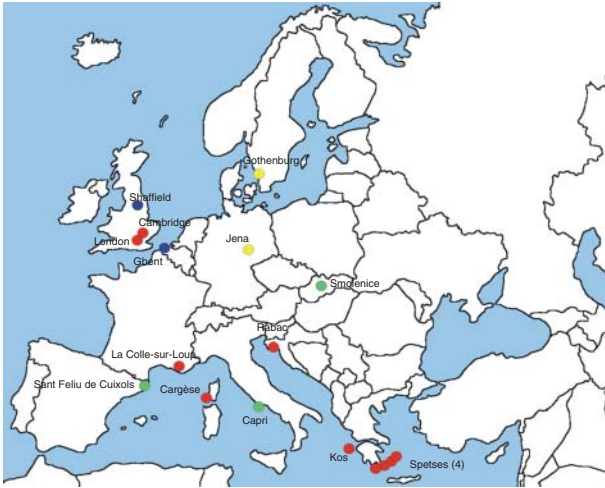 Gothenburg
Shaffield
Cambridge
London
Ghent
Jena
Smolenice
Rabac
La Colle-sur-Loup
Sant Feliu de Cuixols
Cargèse
Capri
Kos
Spetses (4)